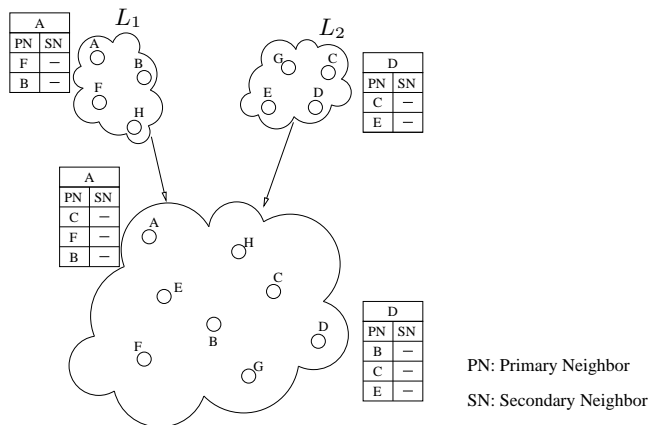 L1
L2
A
PN SN
F —
B —
A
B
F
H
G
C
E
D
D
PN SN
C —
E —
A
PN SN
C —
F —
B —
A
H
E
C
B
D
F
G
D
PN SN
B —
C —
E —
PN: Primary Neighbor
SN: Secondary Neighbor